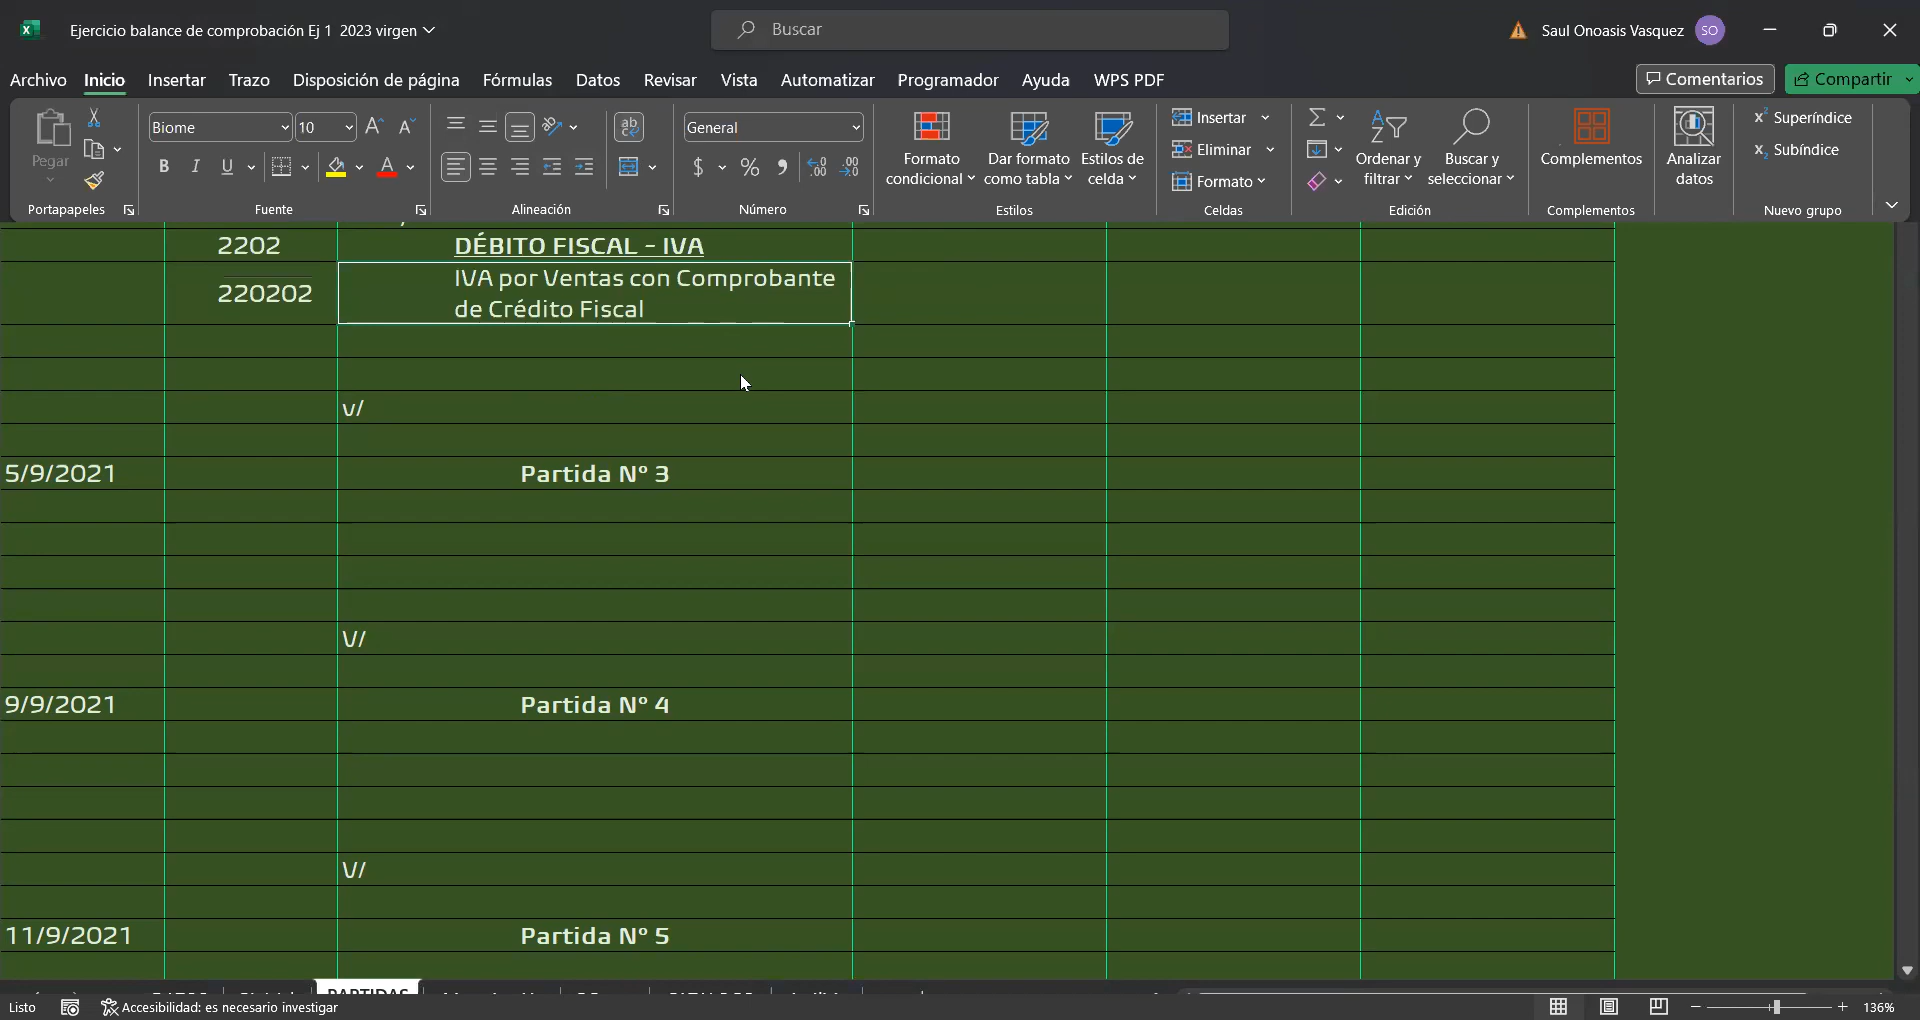 Ejercicio balance de comprobación Ej 1 2023 virgen
Buscar
Saul Onoasis Vasquez SO
Archivo Inicio Insertar Trazo Disposición de página Fórmulas Datos Revisar Vista Automatizar Programador Ayuda WPS PDF
Comentarios Compartir
Pegar
Portapapeles
Biome 10
N I U
Fuente
ab
Alineación
General
$ %
Número
Formato condicional
Dar formato como tabla
Estilos de celda
Estilos
Insertar
Eliminar
Formato
Celdas
Ordenar y filtrar
Buscar y seleccionar
Edición
Complementos
Complementos
Analizar datos
Superíndice
Subíndice
Nuevo grupo
2202 DÉBITO FISCAL - IVA
220202 IVA por Ventas con Comprobante
de Crédito Fiscal
v/
5/9/2021 Partida Nº 3
V/
9/9/2021 Partida Nº 4
V/
11/9/2021 Partida Nº 5
PARTIDAS
Listo Accesibilidad: es necesario investigar 136%